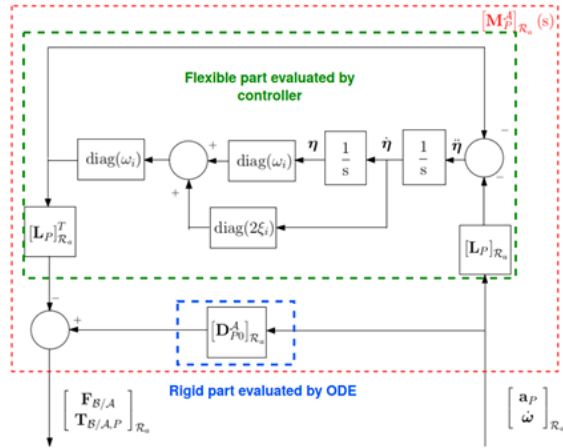 [M_P^𝒜]_{ℛ_a}(s)
Flexible part evaluated by
controller
diag(ω_i)
+
+
diag(ω_i)
η
1/s
η̇
1/s
η̈
−
−
diag(2ξ_i)
[L_P]^T_{ℛ_a}
[L_P]_{ℛ_a}
−
+
[D_{P0}^𝒜]_{ℛ_a}
Rigid part evaluated by ODE
[F_{ℬ/𝒜}
T_{ℬ/𝒜,P}]_{ℛ_a}
[a_P
ω̇]_{ℛ_a}